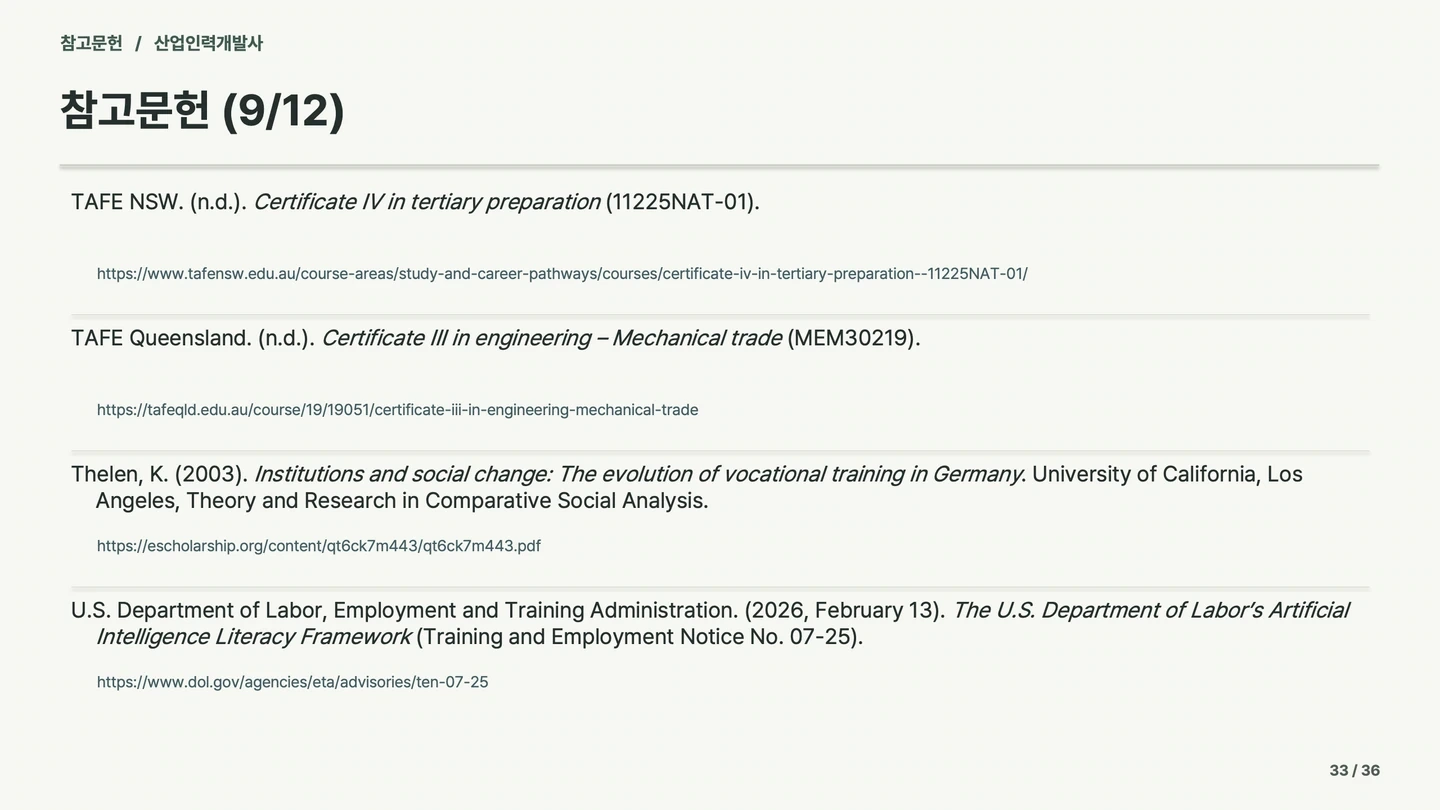 참고문헌 / 산업인력개발사
참고문헌 (9/12)
TAFE NSW. (n.d.). Certificate IV in tertiary preparation (11225NAT-01).
https://www.tafensw.edu.au/course-areas/study-and-career-pathways/courses/certificate-iv-in-tertiary-preparation--11225NAT-01/
TAFE Queensland. (n.d.). Certificate III in engineering – Mechanical trade (MEM30219).
https://tafeqld.edu.au/course/19/19051/certificate-iii-in-engineering-mechanical-trade
Thelen, K. (2003). Institutions and social change: The evolution of vocational training in Germany. University of California, Los
Angeles, Theory and Research in Comparative Social Analysis.
https://escholarship.org/content/qt6ck7m443/qt6ck7m443.pdf
U.S. Department of Labor, Employment and Training Administration. (2026, February 13). The U.S. Department of Labor’s Artificial
Intelligence Literacy Framework (Training and Employment Notice No. 07-25).
https://www.dol.gov/agencies/eta/advisories/ten-07-25
33 / 36